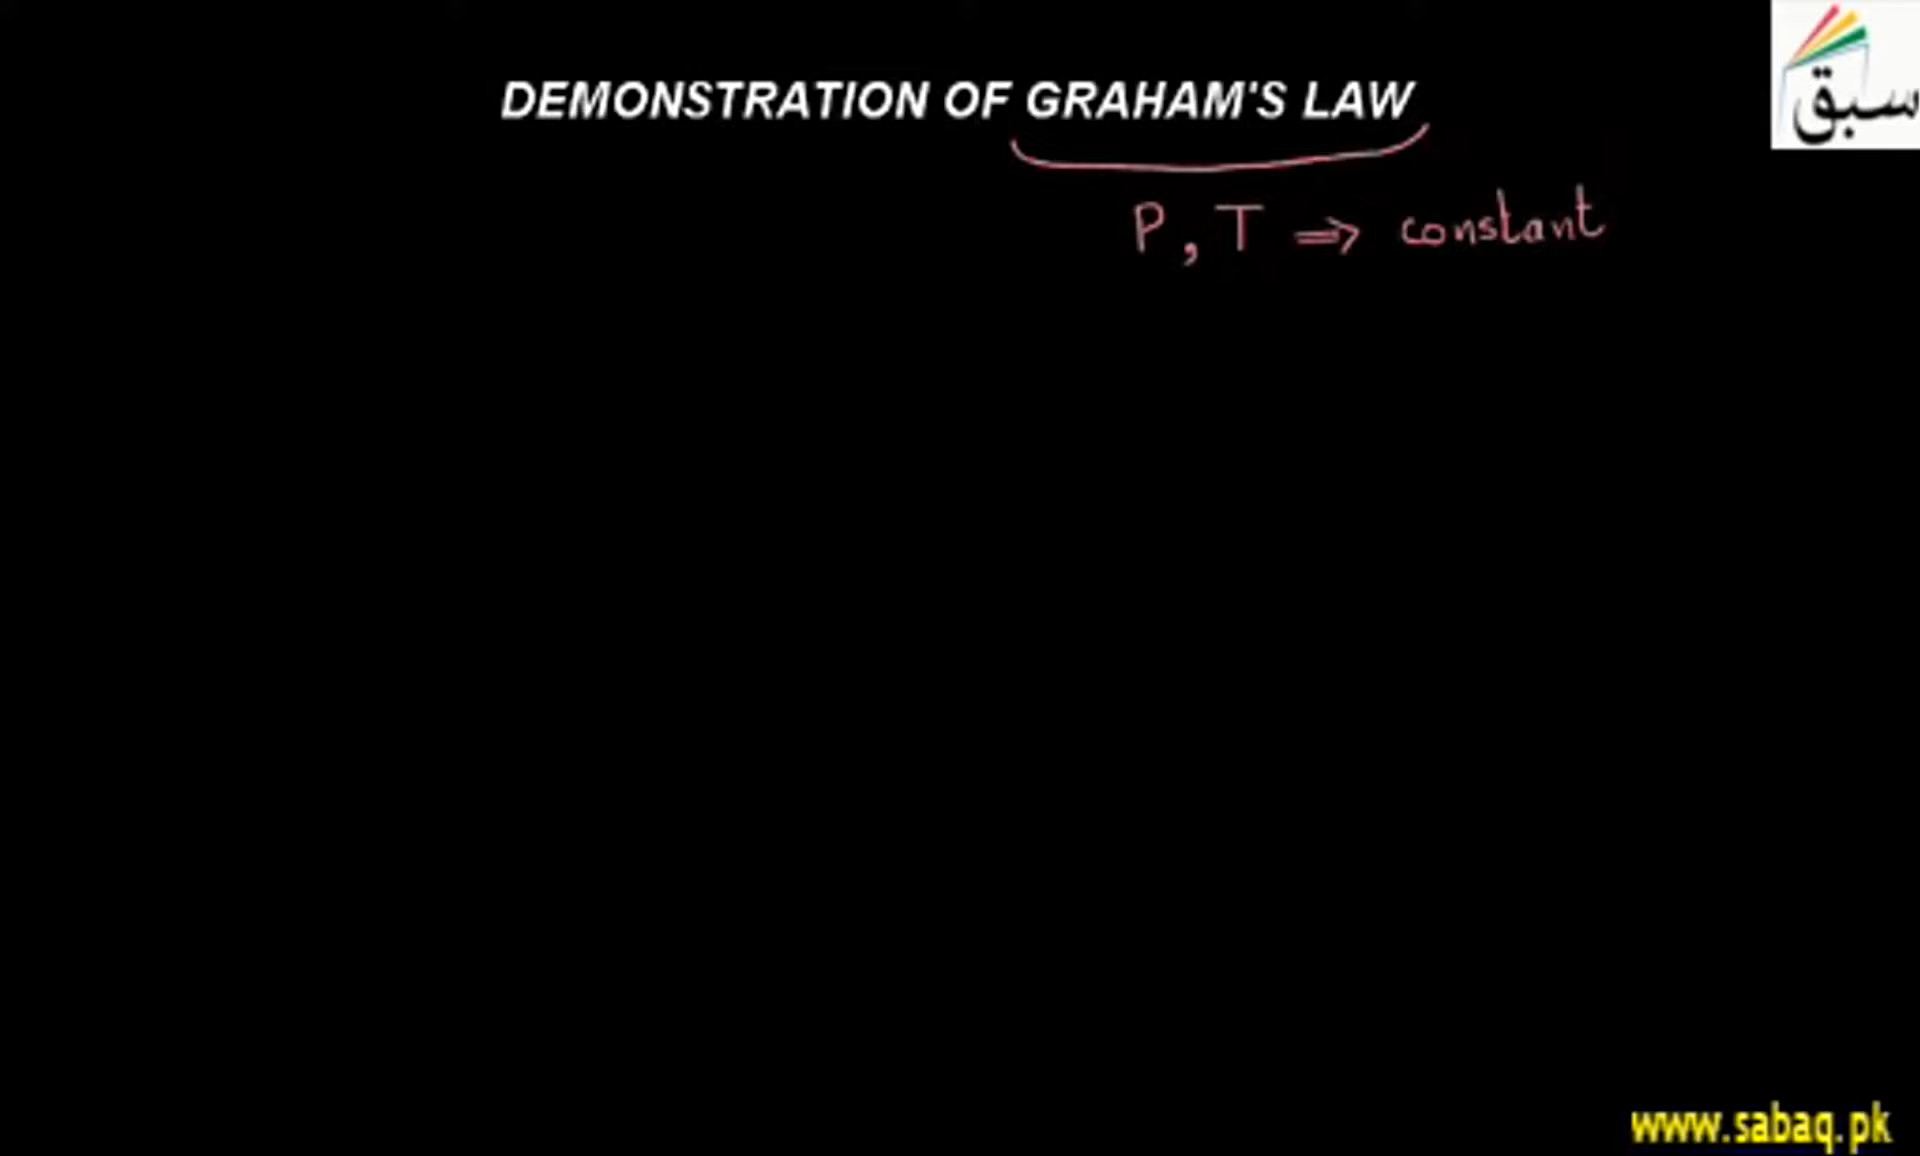 DEMONSTRATION OF GRAHAM'S LAW
سبق
P, T ⇒ constant
www.sabaq.pk